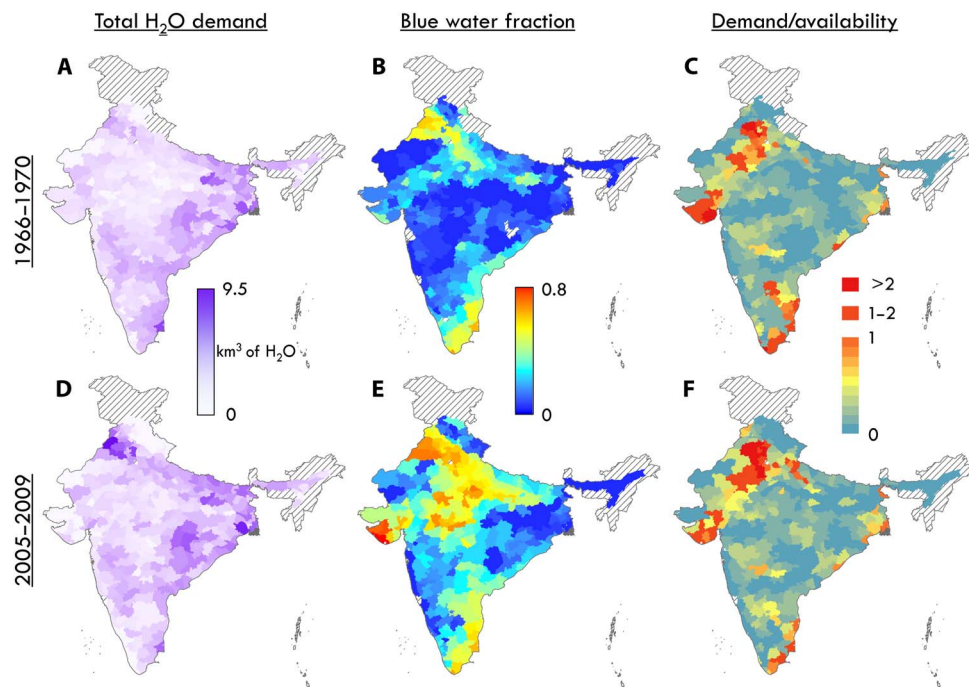 Total H₂O demand
Blue water fraction
Demand/availability
A
B
C
1966–1970
9.5
km³ of H₂O
0
0.8
0
>2
1–2
1
0
D
E
F
2005–2009